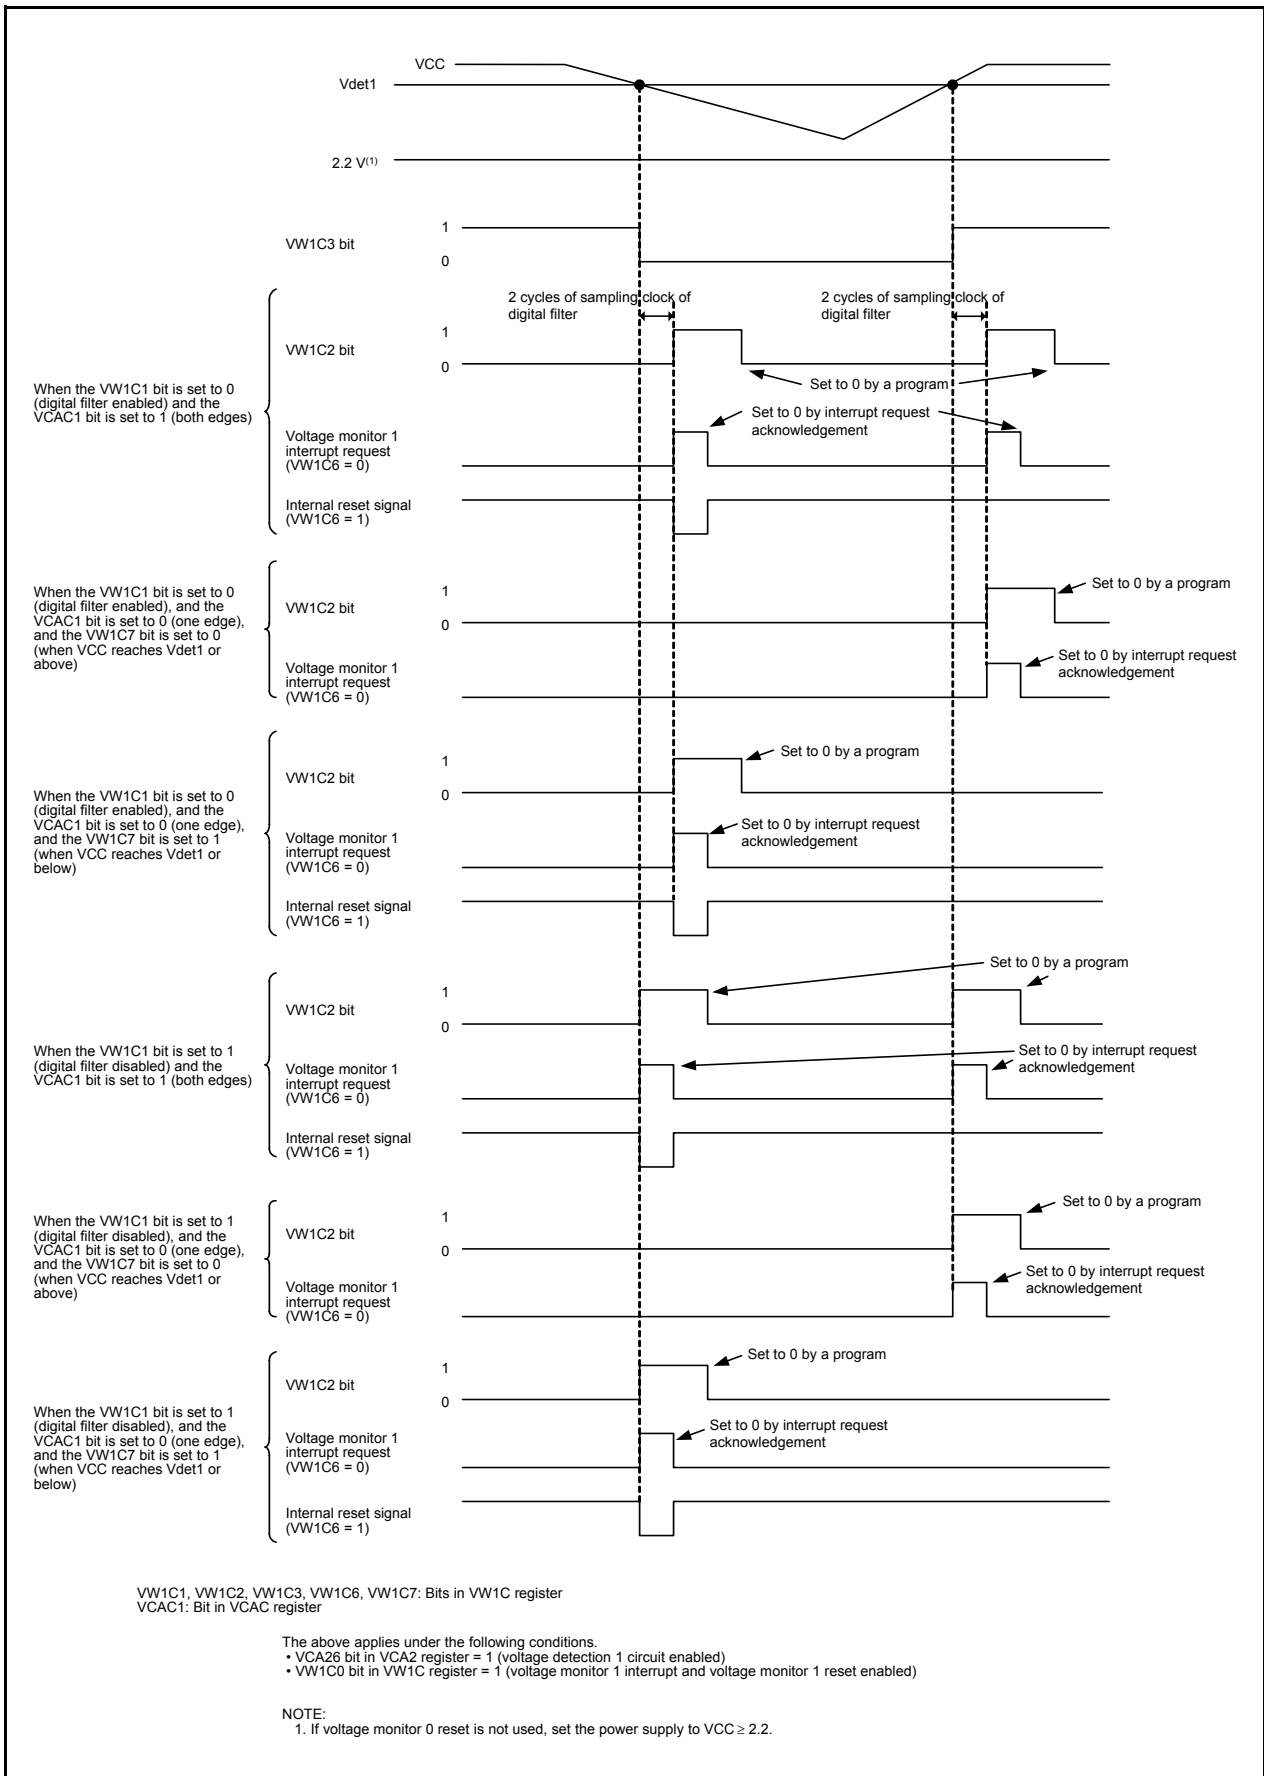 VCC
Vdet1
2.2 V(1)
VW1C3 bit
1
0
2 cycles of sampling clock of
digital filter
2 cycles of sampling clock of
digital filter
When the VW1C1 bit is set to 0
(digital filter enabled) and the
VCAC1 bit is set to 1 (both edges)
VW1C2 bit
1
0
Set to 0 by a program
Voltage monitor 1
interrupt request
(VW1C6 = 0)
Set to 0 by interrupt request
acknowledgement
Internal reset signal
(VW1C6 = 1)
When the VW1C1 bit is set to 0
(digital filter enabled), and the
VCAC1 bit is set to 0 (one edge),
and the VW1C7 bit is set to 0
(when VCC reaches Vdet1 or
above)
VW1C2 bit
1
0
Set to 0 by a program
Voltage monitor 1
interrupt request
(VW1C6 = 0)
Set to 0 by interrupt request
acknowledgement
When the VW1C1 bit is set to 0
(digital filter enabled), and the
VCAC1 bit is set to 0 (one edge),
and the VW1C7 bit is set to 1
(when VCC reaches Vdet1 or
below)
VW1C2 bit
1
0
Set to 0 by a program
Voltage monitor 1
interrupt request
(VW1C6 = 0)
Set to 0 by interrupt request
acknowledgement
Internal reset signal
(VW1C6 = 1)
When the VW1C1 bit is set to 1
(digital filter disabled) and the
VCAC1 bit is set to 1 (both edges)
VW1C2 bit
1
0
Set to 0 by a program
Voltage monitor 1
interrupt request
(VW1C6 = 0)
Set to 0 by interrupt request
acknowledgement
Internal reset signal
(VW1C6 = 1)
When the VW1C1 bit is set to 1
(digital filter disabled), and the
VCAC1 bit is set to 0 (one edge),
and the VW1C7 bit is set to 0
(when VCC reaches Vdet1 or
above)
VW1C2 bit
1
0
Set to 0 by a program
Voltage monitor 1
interrupt request
(VW1C6 = 0)
Set to 0 by interrupt request
acknowledgement
When the VW1C1 bit is set to 1
(digital filter disabled), and the
VCAC1 bit is set to 0 (one edge),
and the VW1C7 bit is set to 1
(when VCC reaches Vdet1 or
below)
VW1C2 bit
1
0
Set to 0 by a program
Voltage monitor 1
interrupt request
(VW1C6 = 0)
Set to 0 by interrupt request
acknowledgement
Internal reset signal
(VW1C6 = 1)
VW1C1, VW1C2, VW1C3, VW1C6, VW1C7: Bits in VW1C register
VCAC1: Bit in VCAC register
The above applies under the following conditions.
• VCA26 bit in VCA2 register = 1 (voltage detection 1 circuit enabled)
• VW1C0 bit in VW1C register = 1 (voltage monitor 1 interrupt and voltage monitor 1 reset enabled)
NOTE:
1. If voltage monitor 0 reset is not used, set the power supply to VCC ≥ 2.2.